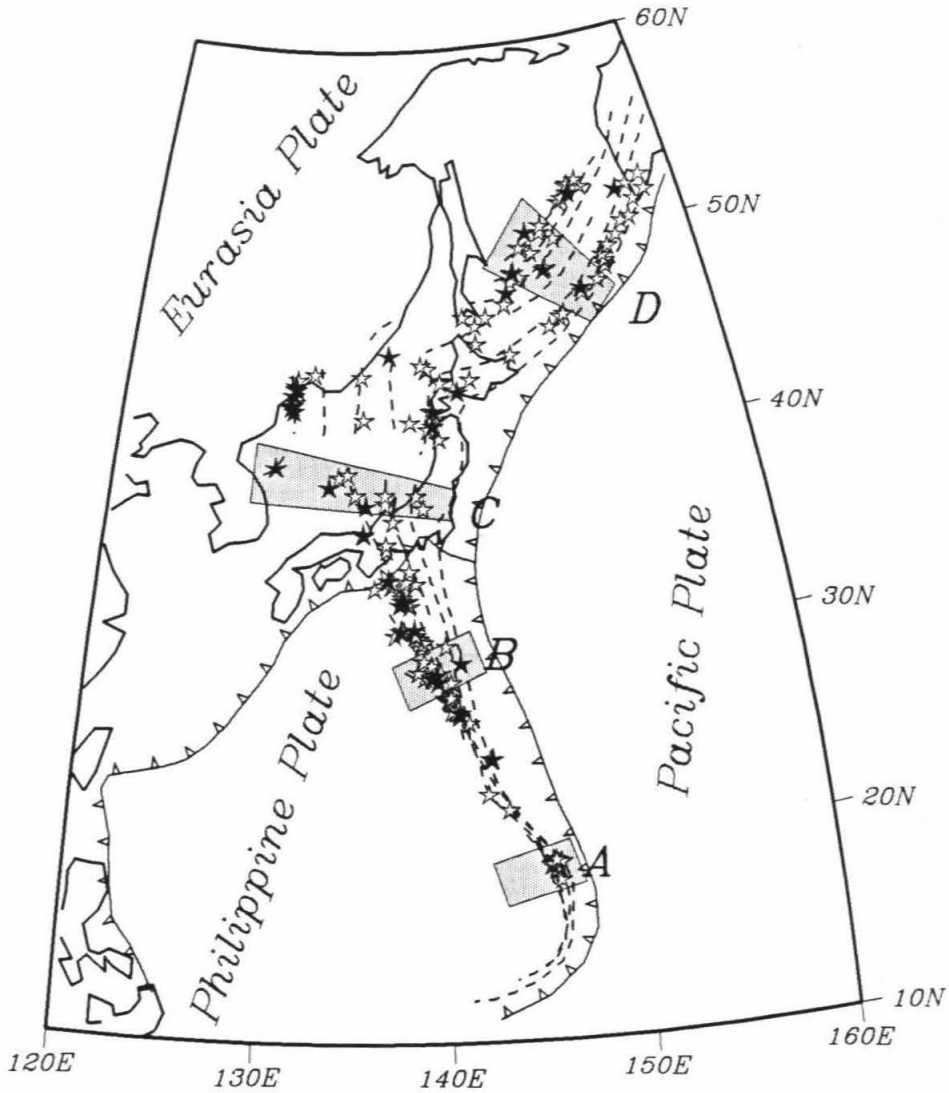 60N
Eurasia Plate
50N
D
40N
C
30N
Pacific Plate
B
Philippine Plate
20N
A
10N
160E
120E
130E
140E
150E